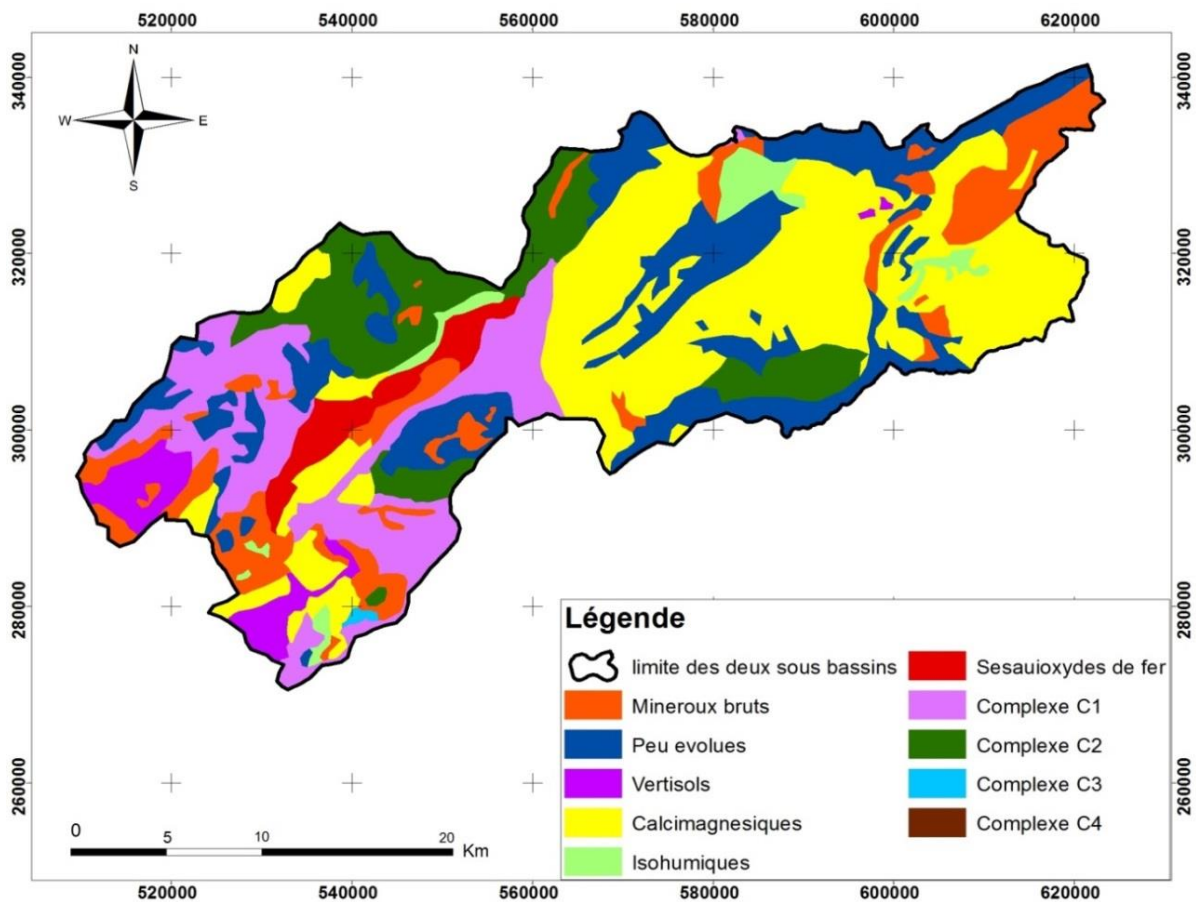 520000 540000 560000 580000 600000 620000
340000 340000
N
W E
S
320000 320000
300000 300000
280000 280000
260000 260000
Légende
limite des deux sous bassins
Mineroux bruts
Peu evolues
Vertisols
Calcimagnesiques
Isohumiques
Sesauioxydes de fer
Complexe C1
Complexe C2
Complexe C3
Complexe C4
0 5 10 20
Km
520000 540000 560000 580000 600000 620000